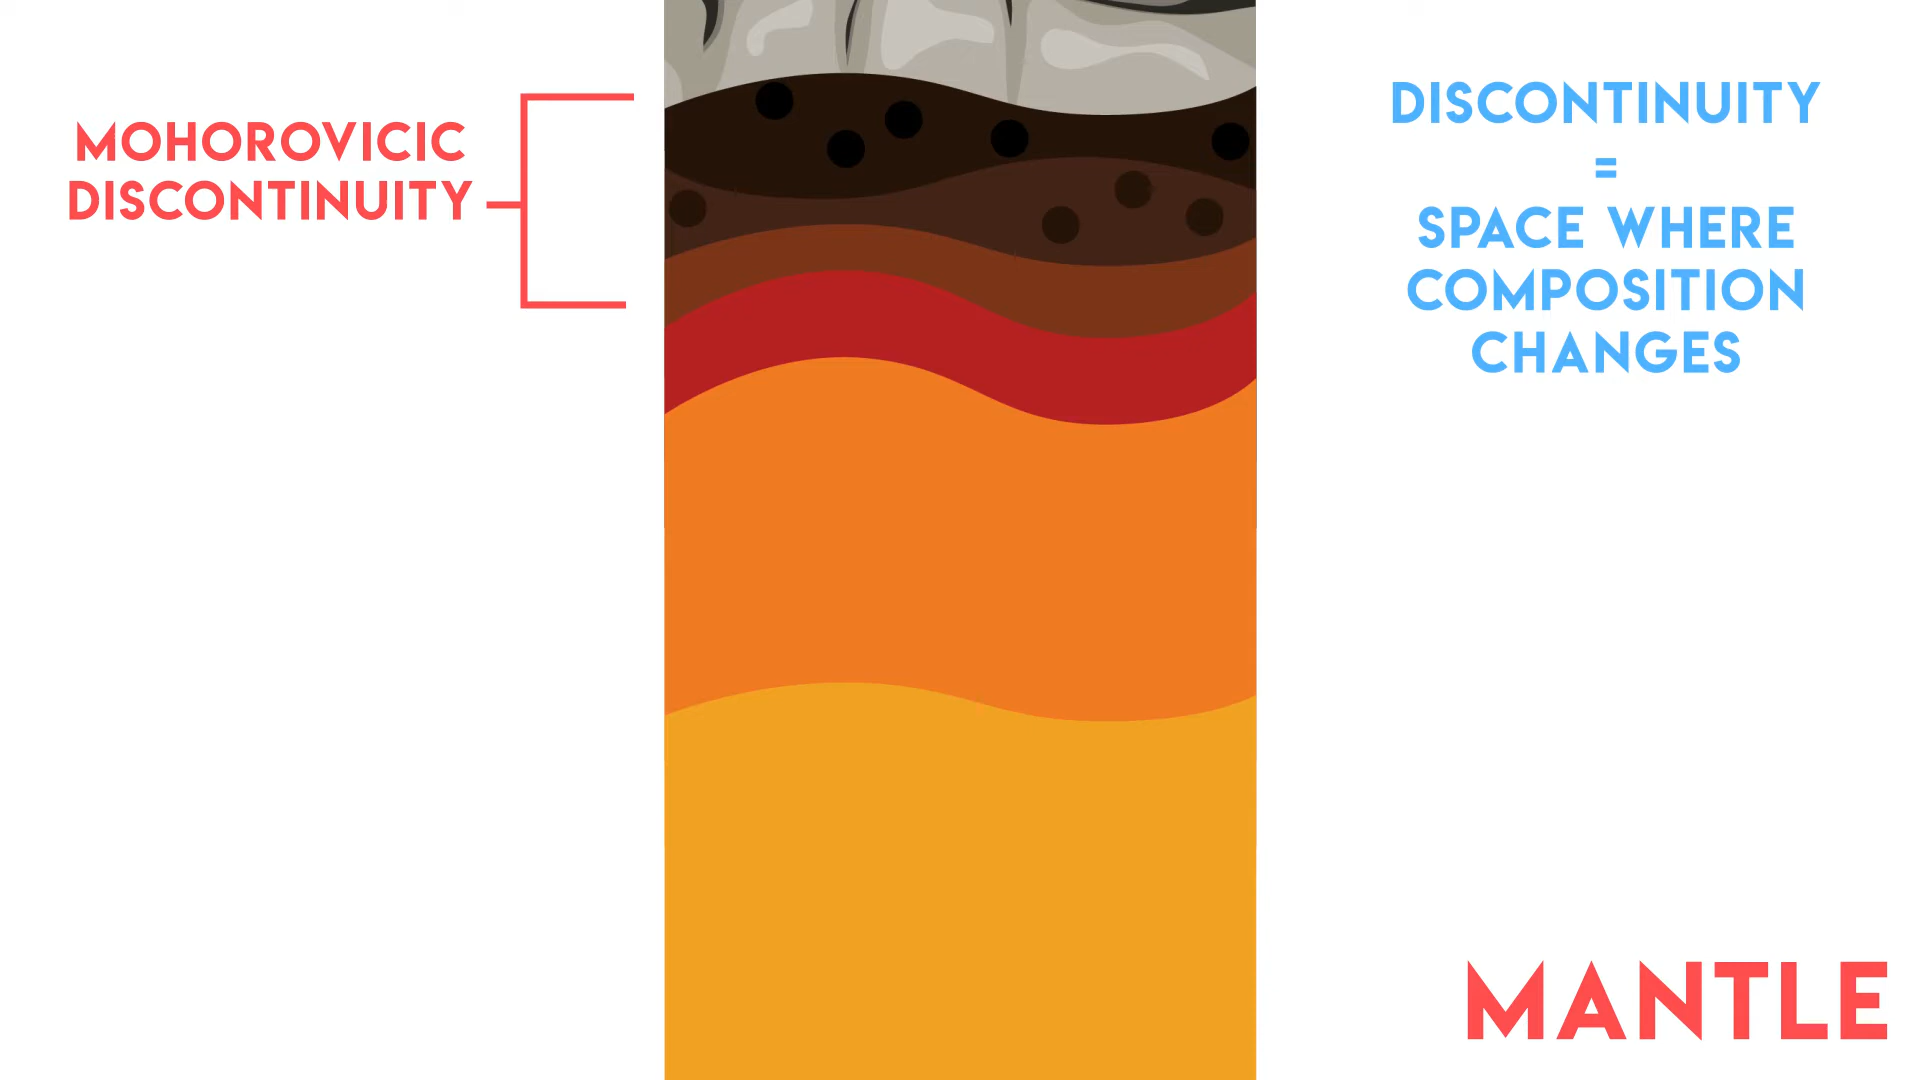 MOHOROVICIC
DISCONTINUITY
DISCONTINUITY
=
SPACE WHERE
COMPOSITION
CHANGES
MANTLE